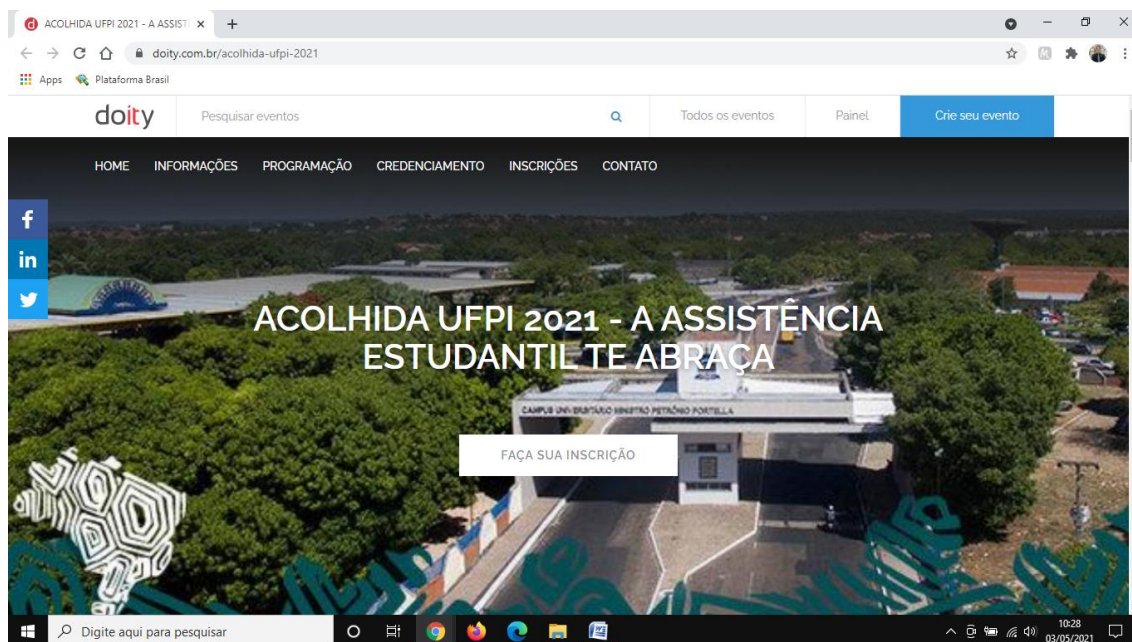 ACOLHIDA UFPI 2021 - A ASSIST
doity.com.br/acolhida-ufpi-2021
Apps Plataforma Brasil
doity Pesquisar eventos Todos os eventos Painel Crie seu evento
HOME INFORMAÇÕES PROGRAMAÇÃO CREDENCIAMENTO INSCRIÇÕES CONTATO
f
in
ACOLHIDA UFPI 2021 - A ASSISTÊNCIA
ESTUDANTIL TE ABRAÇA
CAMPUS UNIVERSITÁRIO MINISTRO PETRÔNIO PORTELLA
FAÇA SUA INSCRIÇÃO
Digite aqui para pesquisar
10:28
03/05/2021